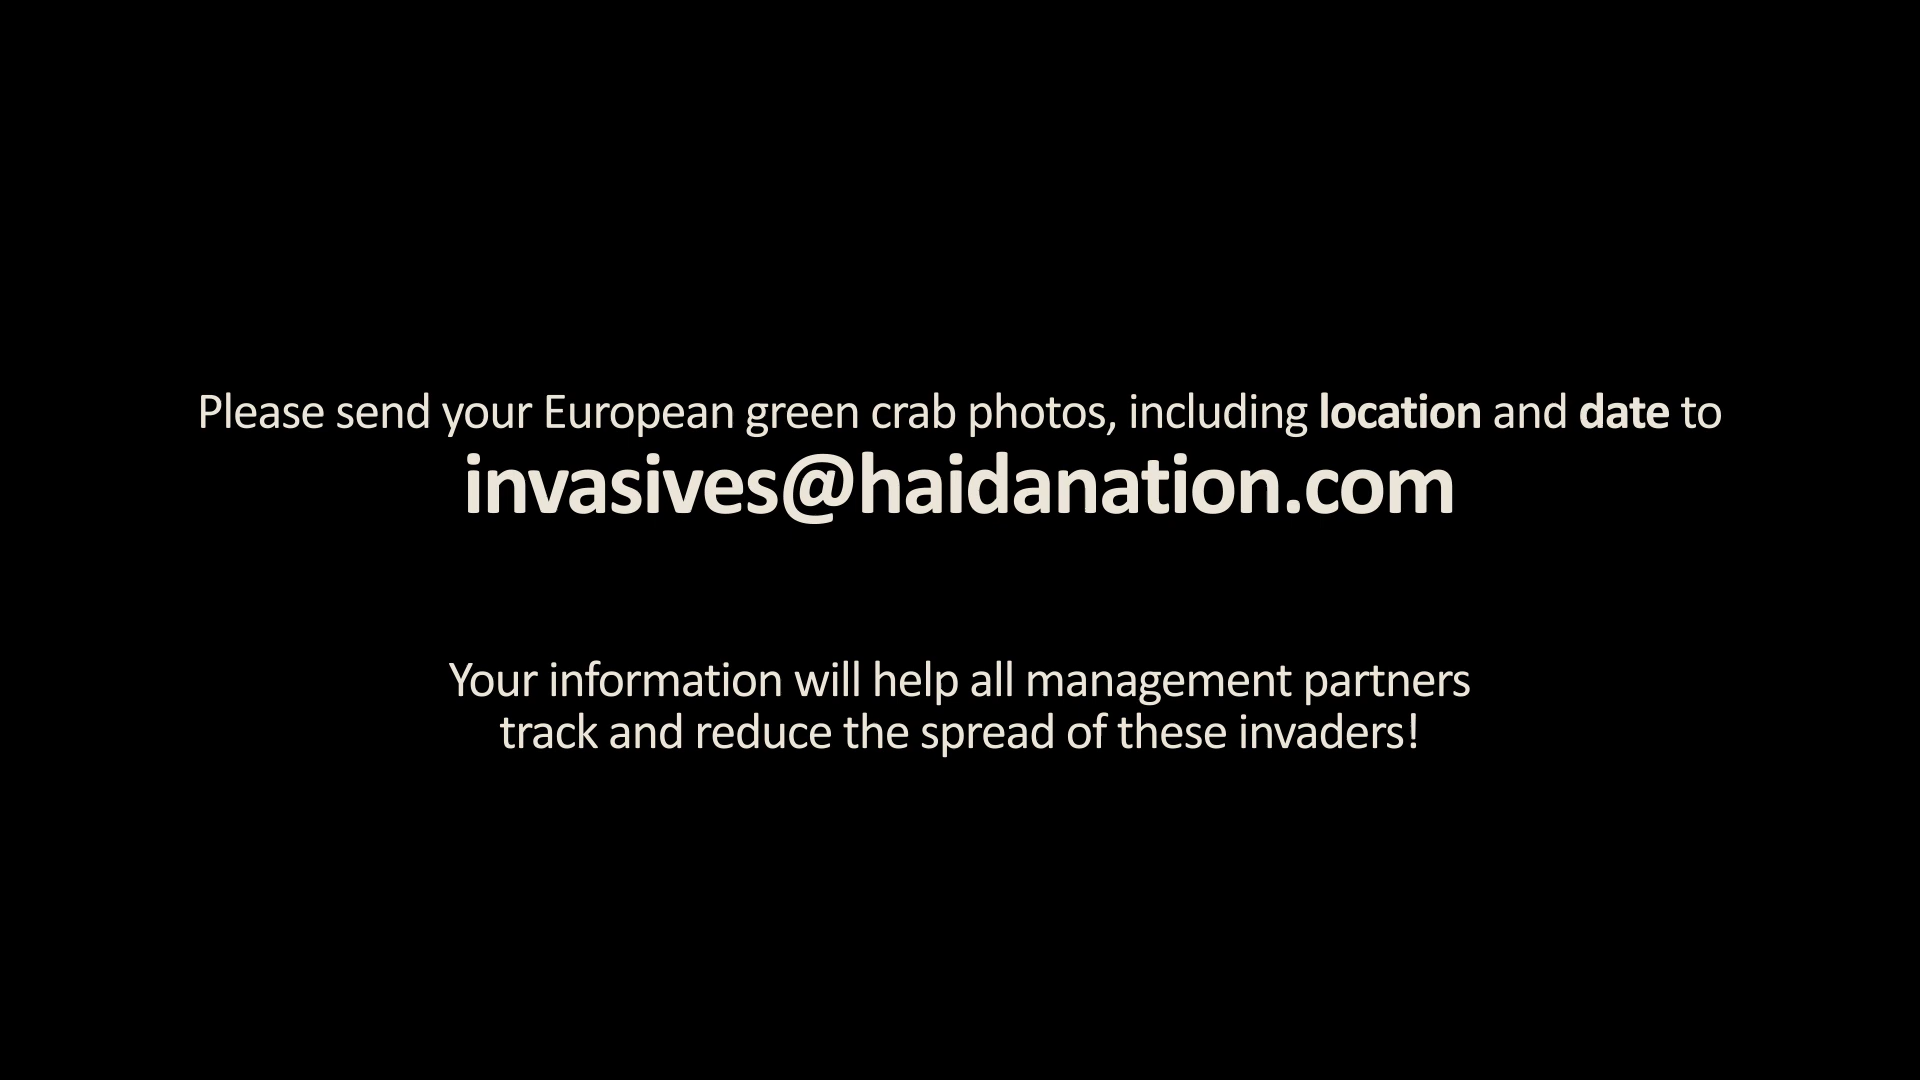 Please send your European green crab photos, including location and date to
invasives@haidanation.com
Your information will help all management partners
track and reduce the spread of these invaders!